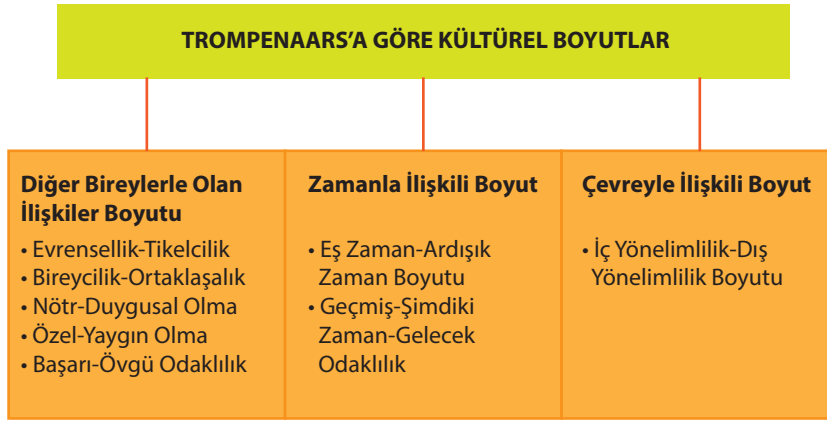 TROMPENAARS'A GÖRE KÜLTÜREL BOYUTLAR
Diğer Bireylerle Olan
İlişkiler Boyutu
• Evrensellik-Tikelcilik
• Bireycilik-Ortaklaşalık
• Nötr-Duygusal Olma
• Özel-Yaygın Olma
• Başarı-Övgü Odaklılık
Zamanla İlişkili Boyut
• Eş Zaman-Ardışık
Zaman Boyutu
• Geçmiş-Şimdiki
Zaman-Gelecek
Odaklılık
Çevreyle İlişkili Boyut
• İç Yönelimlilik-Dış
Yönelimlilik Boyutu